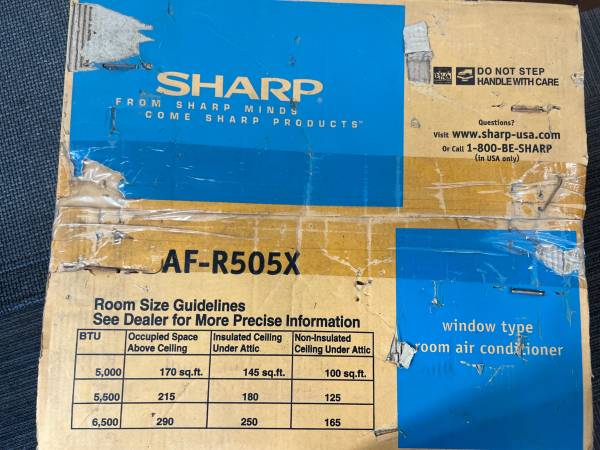 SHARP®
FROM SHARP MINDS
COME SHARP PRODUCTS™
DO NOT STEP
HANDLE WITH CARE
Questions?
Visit www.sharp-usa.com
Or Call 1-800-BE-SHARP
(in USA only)
AF-R505X
Room Size Guidelines
See Dealer for More Precise Information
BTU Occupied Space Above Ceiling Insulated Ceiling Under Attic Non-Insulated Ceiling Under Attic
5,000 170 sq.ft. 145 sq.ft. 100 sq.ft.
5,500 215 180 125
6,500 290 250 165
window type
room air conditioner